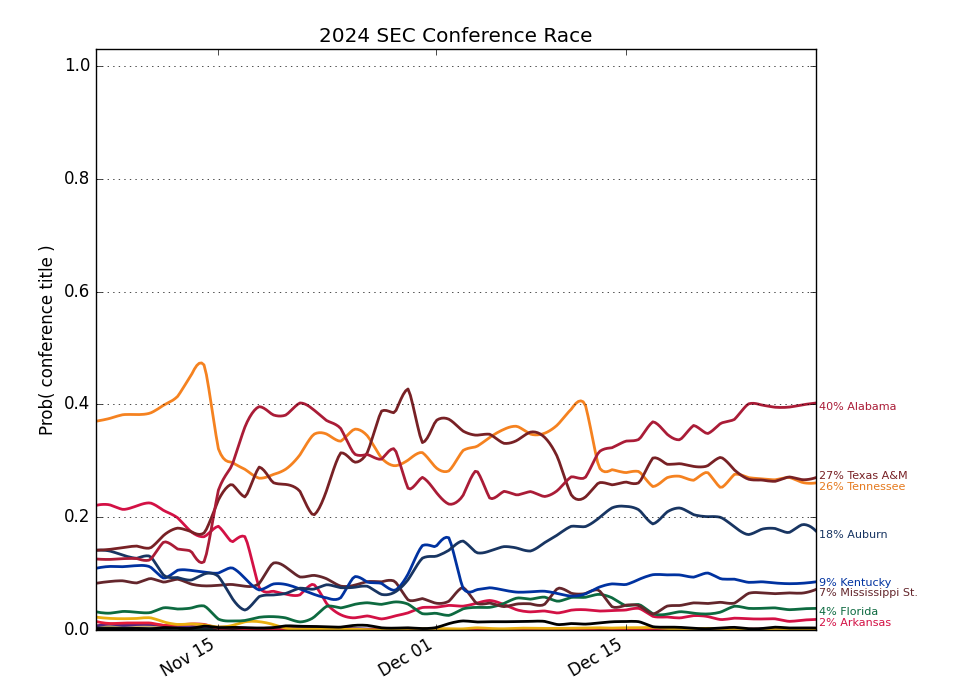 2024 SEC Conference Race
Prob( conference title )
1.0
0.8
0.6
0.4
0.2
0.0
Nov 15
Dec 01
Dec 15
40% Alabama
27% Texas A&M
26% Tennessee
18% Auburn
9% Kentucky
7% Mississippi St.
4% Florida
2% Arkansas